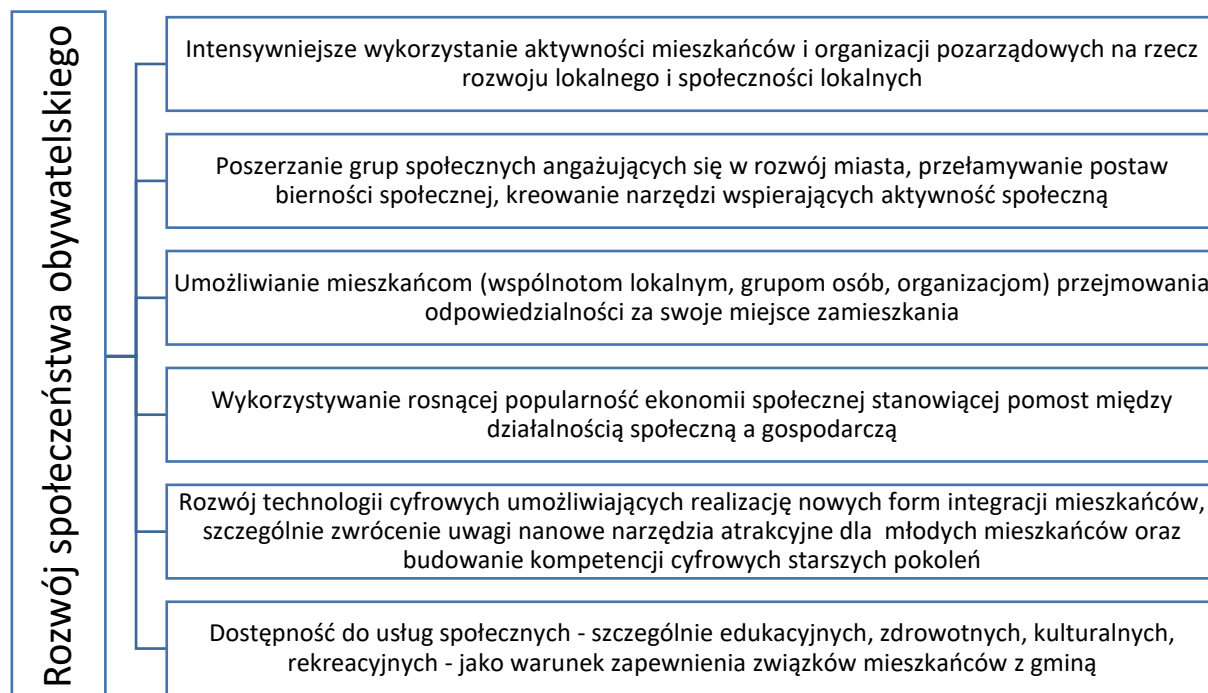 Rozwój społeczeństwa obywatelskiego
Intensywniejsze wykorzystanie aktywności mieszkańców i organizacji pozarządowych na rzecz
rozwoju lokalnego i społeczności lokalnych
Poszerzanie grup społecznych angażujących się w rozwój miasta, przełamywanie postaw
bierności społecznej, kreowanie narzędzi wspierających aktywność społeczną
Umożliwianie mieszkańcom (wspólnotom lokalnym, grupom osób, organizacjom) przejmowania
odpowiedzialności za swoje miejsce zamieszkania
Wykorzystywanie rosnącej popularność ekonomii społecznej stanowiącej pomost między
działalnością społeczną a gospodarczą
Rozwój technologii cyfrowych umożliwiających realizację nowych form integracji mieszkańców,
szczególnie zwrócenie uwagi nanowe narzędzia atrakcyjne dla  młodych mieszkańców oraz
budowanie kompetencji cyfrowych starszych pokoleń
Dostępność do usług społecznych - szczególnie edukacyjnych, zdrowotnych, kulturalnych,
rekreacyjnych - jako warunek zapewnienia związków mieszkańców z gminą